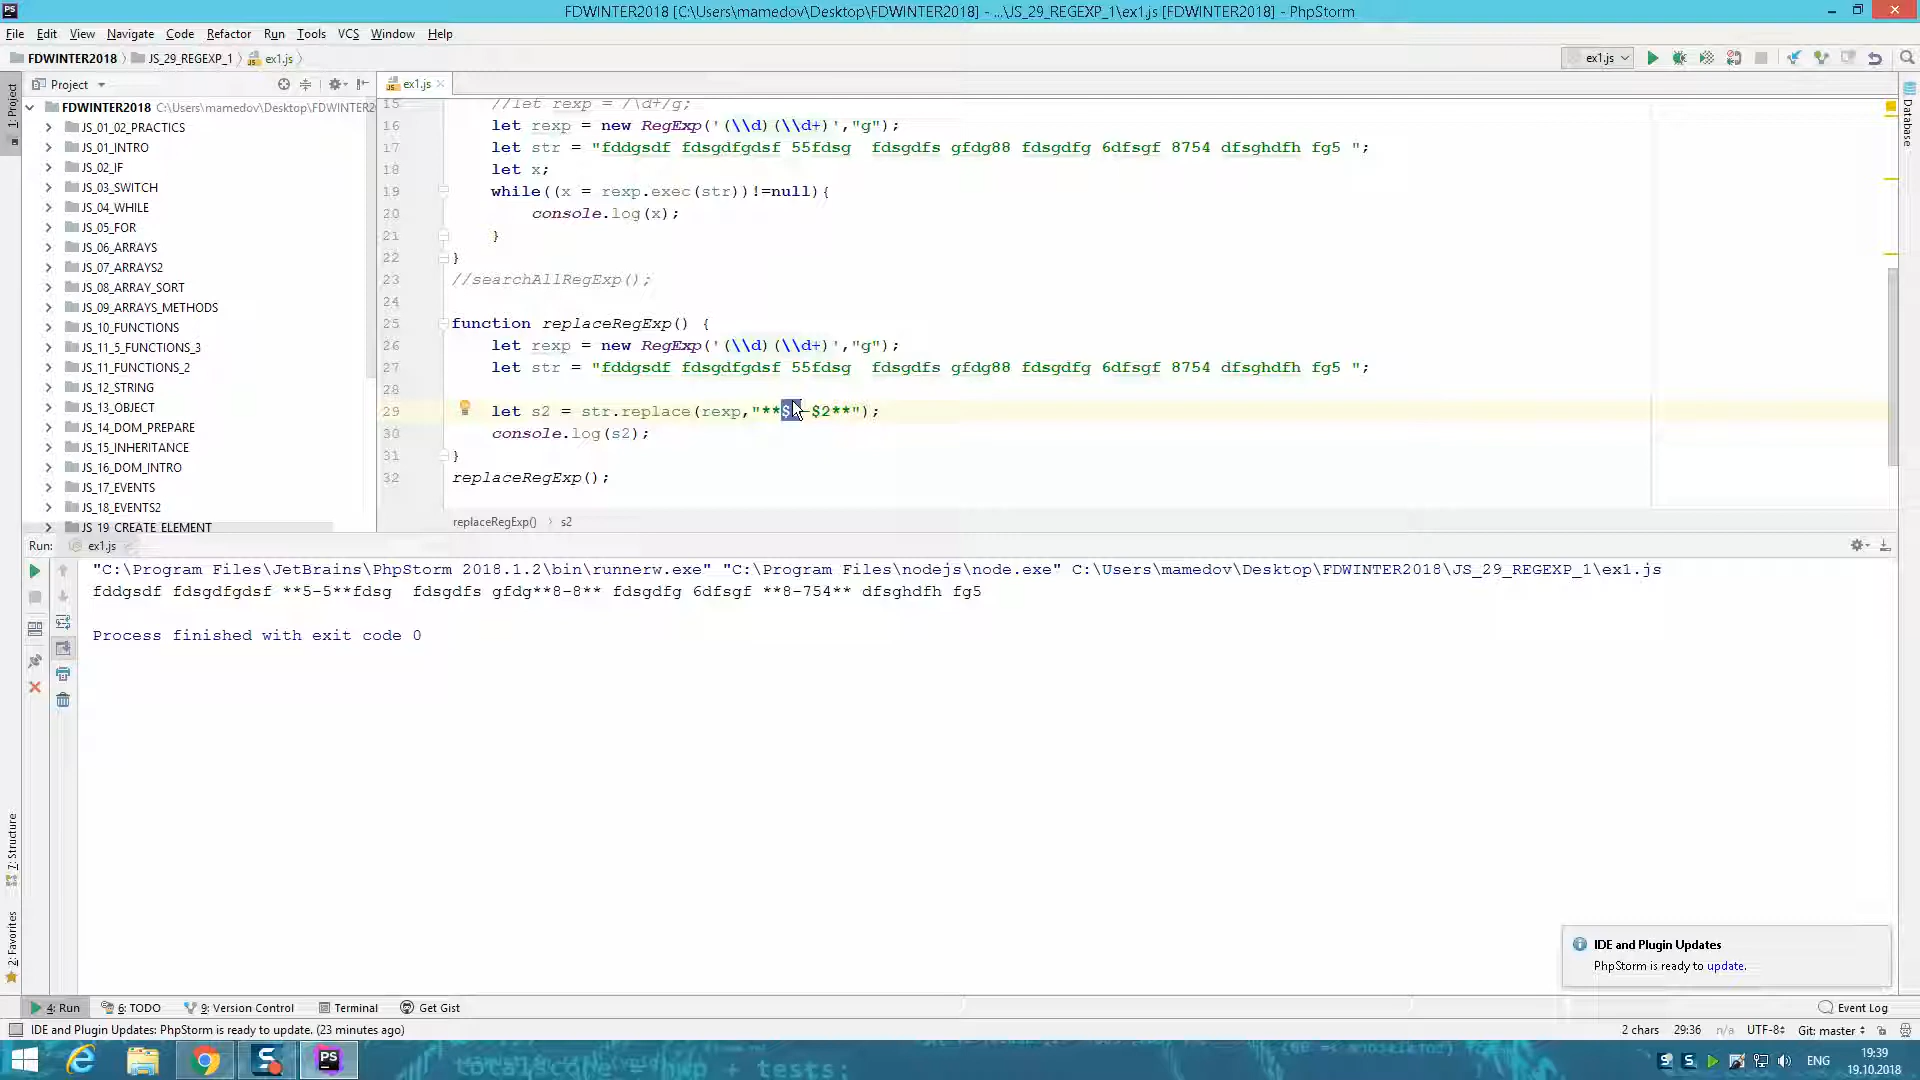 FDWINTER2018 [C:\Users\mamedov\Desktop\FDWINTER2018] - ...\JS_29_REGEXP_1\ex1.js [FDWINTER2018] - PhpStorm
File Edit View Navigate Code Refactor Run Tools VCS Window Help
FDWINTER2018 JS_29_REGEXP_1 ex1.js
ex1.js
Project
ex1.js
1: Project
Database
FDWINTER2018 C:\Users\mamedov\Desktop\FDWINTER2
JS_01_02_PRACTICS
JS_01_INTRO
JS_02_IF
JS_03_SWITCH
JS_04_WHILE
JS_05_FOR
JS_06_ARRAYS
JS_07_ARRAYS2
JS_08_ARRAY_SORT
JS_09_ARRAYS_METHODS
JS_10_FUNCTIONS
JS_11_5_FUNCTIONS_3
JS_11_FUNCTIONS_2
JS_12_STRING
JS_13_OBJECT
JS_14_DOM_PREPARE
JS_15_INHERITANCE
JS_16_DOM_INTRO
JS_17_EVENTS
JS_18_EVENTS2
JS_19_CREATE_ELEMENT
15 //let rexp = /\d+/g;
16 let rexp = new RegExp('(\\d)(\\d+)',"g");
17 let str = "fddgsdf fdsgdfgdsf 55fdsg  fdsgdfs gfdg88 fdsgdfg 6dfsgf 8754 dfsghdfh fg5 ";
18 let x;
19 while((x = rexp.exec(str))!=null){
20 console.log(x);
21 }
22 }
23 //searchAllRegExp();
24
25 function replaceRegExp() {
26 let rexp = new RegExp('(\\d)(\\d+)',"g");
27 let str = "fddgsdf fdsgdfgdsf 55fdsg  fdsgdfs gfdg88 fdsgdfg 6dfsgf 8754 dfsghdfh fg5 ";
28
29 let s2 = str.replace(rexp,"**$ -$2**");
30 console.log(s2);
31 }
32 replaceRegExp();
replaceRegExp() s2
Run: ex1.js
"C:\Program Files\JetBrains\PhpStorm 2018.1.2\bin\runnerw.exe" "C:\Program Files\nodejs\node.exe" C:\Users\mamedov\Desktop\FDWINTER2018\JS_29_REGEXP_1\ex1.js
fddgsdf fdsgdfgdsf **5-5**fdsg  fdsgdfs gfdg**8-8** fdsgdfg 6dfsgf **8-754** dfsghdfh fg5
Process finished with exit code 0
7: Structure
2: Favorites
IDE and Plugin Updates
PhpStorm is ready to update.
4: Run 6: TODO 9: Version Control Terminal Get Gist Event Log
IDE and Plugin Updates: PhpStorm is ready to update. (23 minutes ago) 2 chars 29:36 n/a UTF-8 Git: master
ENG
19:39
19.10.2018